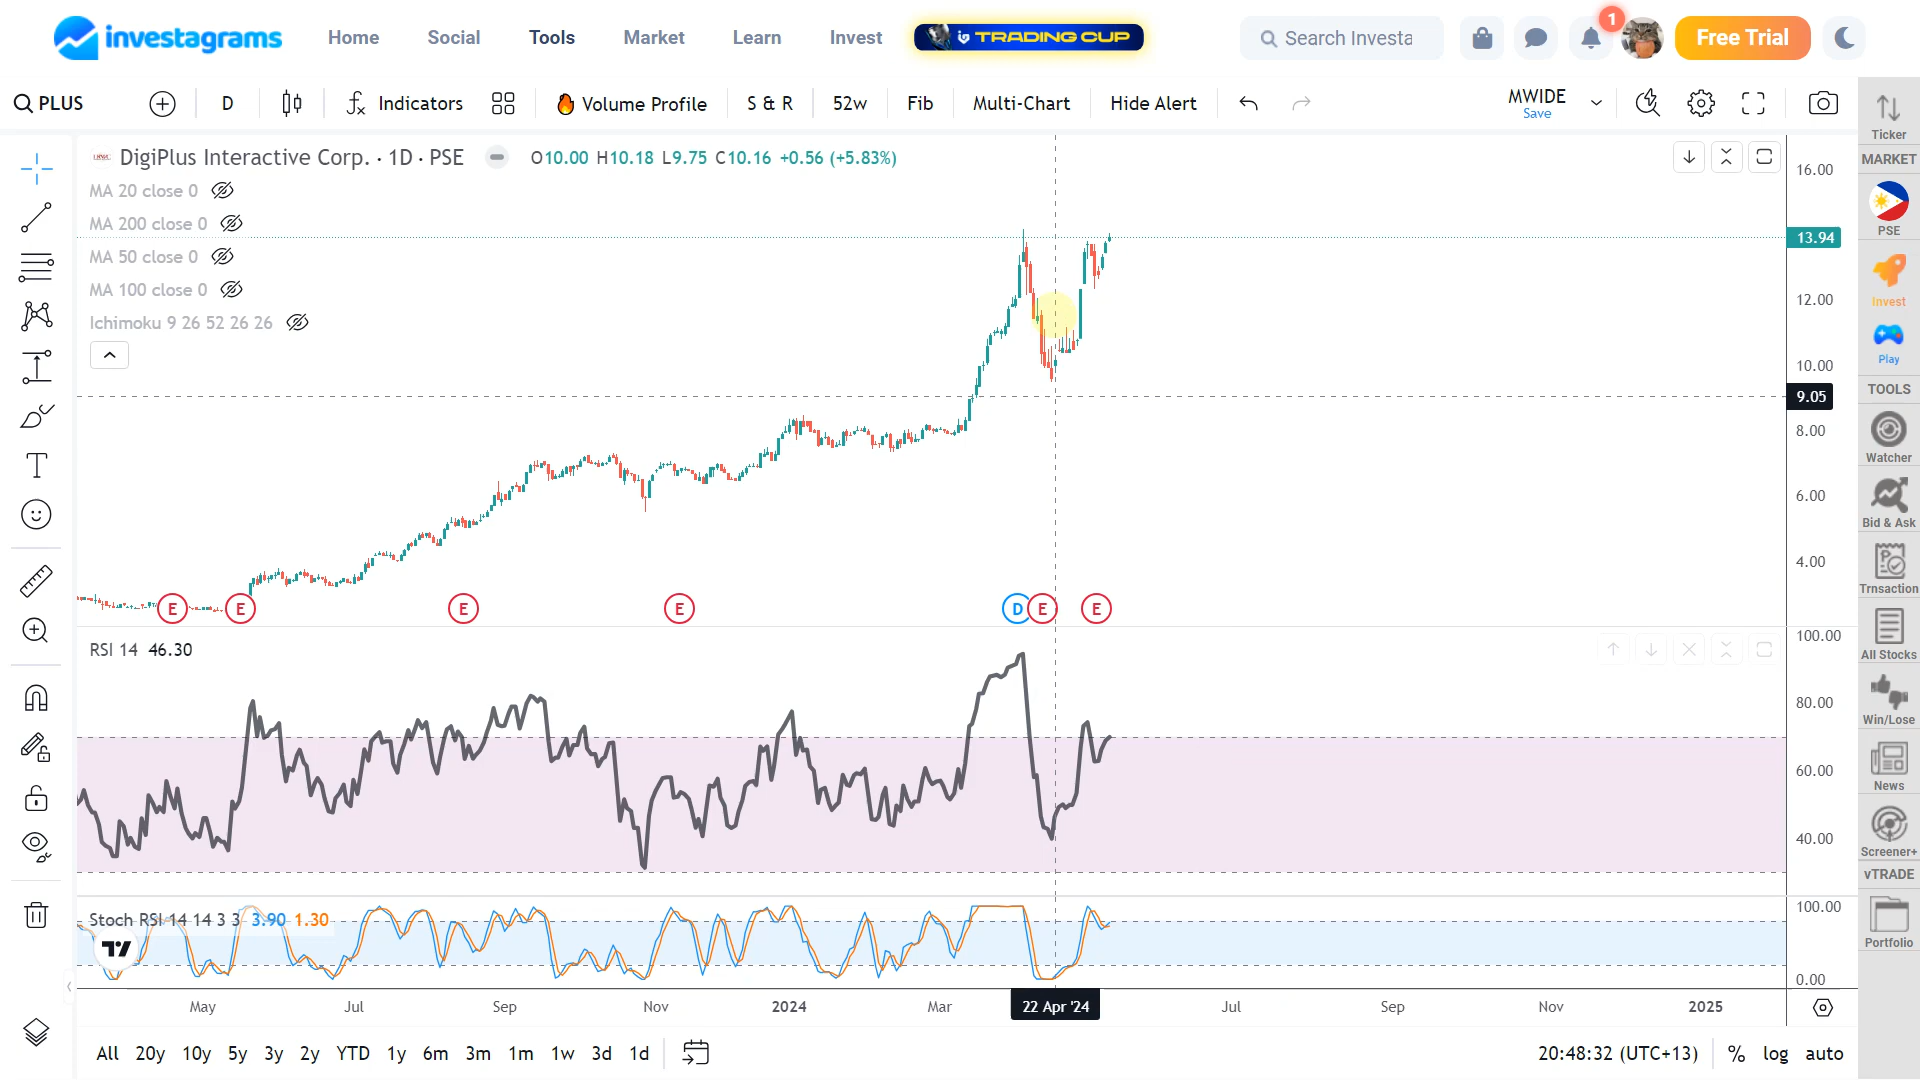 investagrams Home Social Tools Market Learn Invest TRADING CUP Search Investa 1 Free Trial
PLUS D Indicators Volume Profile S & R 52w Fib Multi-Chart Hide Alert MWIDE
Save
DigiPlus Interactive Corp. · 1D · PSE O10.00 H10.18 L9.75 C10.16 +0.56 (+5.83%)
MA 20 close 0
MA 200 close 0
MA 50 close 0
MA 100 close 0
Ichimoku 9 26 52 26 26
16.00
13.94
12.00
10.00
9.05
8.00
6.00
4.00
E E E E D E E
RSI 14 46.30
100.00
80.00
60.00
40.00
Stoch RSI 14 14 3 3 3.90 1.30
100.00
0.00
May Jul Sep Nov 2024 Mar 22 Apr '24 Jul Sep Nov 2025
All 20y 10y 5y 3y 2y YTD 1y 6m 3m 1m 1w 3d 1d 20:48:32 (UTC+13) % log auto
Ticker
MARKET
PSE
Invest
Play
TOOLS
Watcher
Bid & Ask
Trnsaction
All Stocks
Win/Lose
News
Screener+
vTRADE
Portfolio